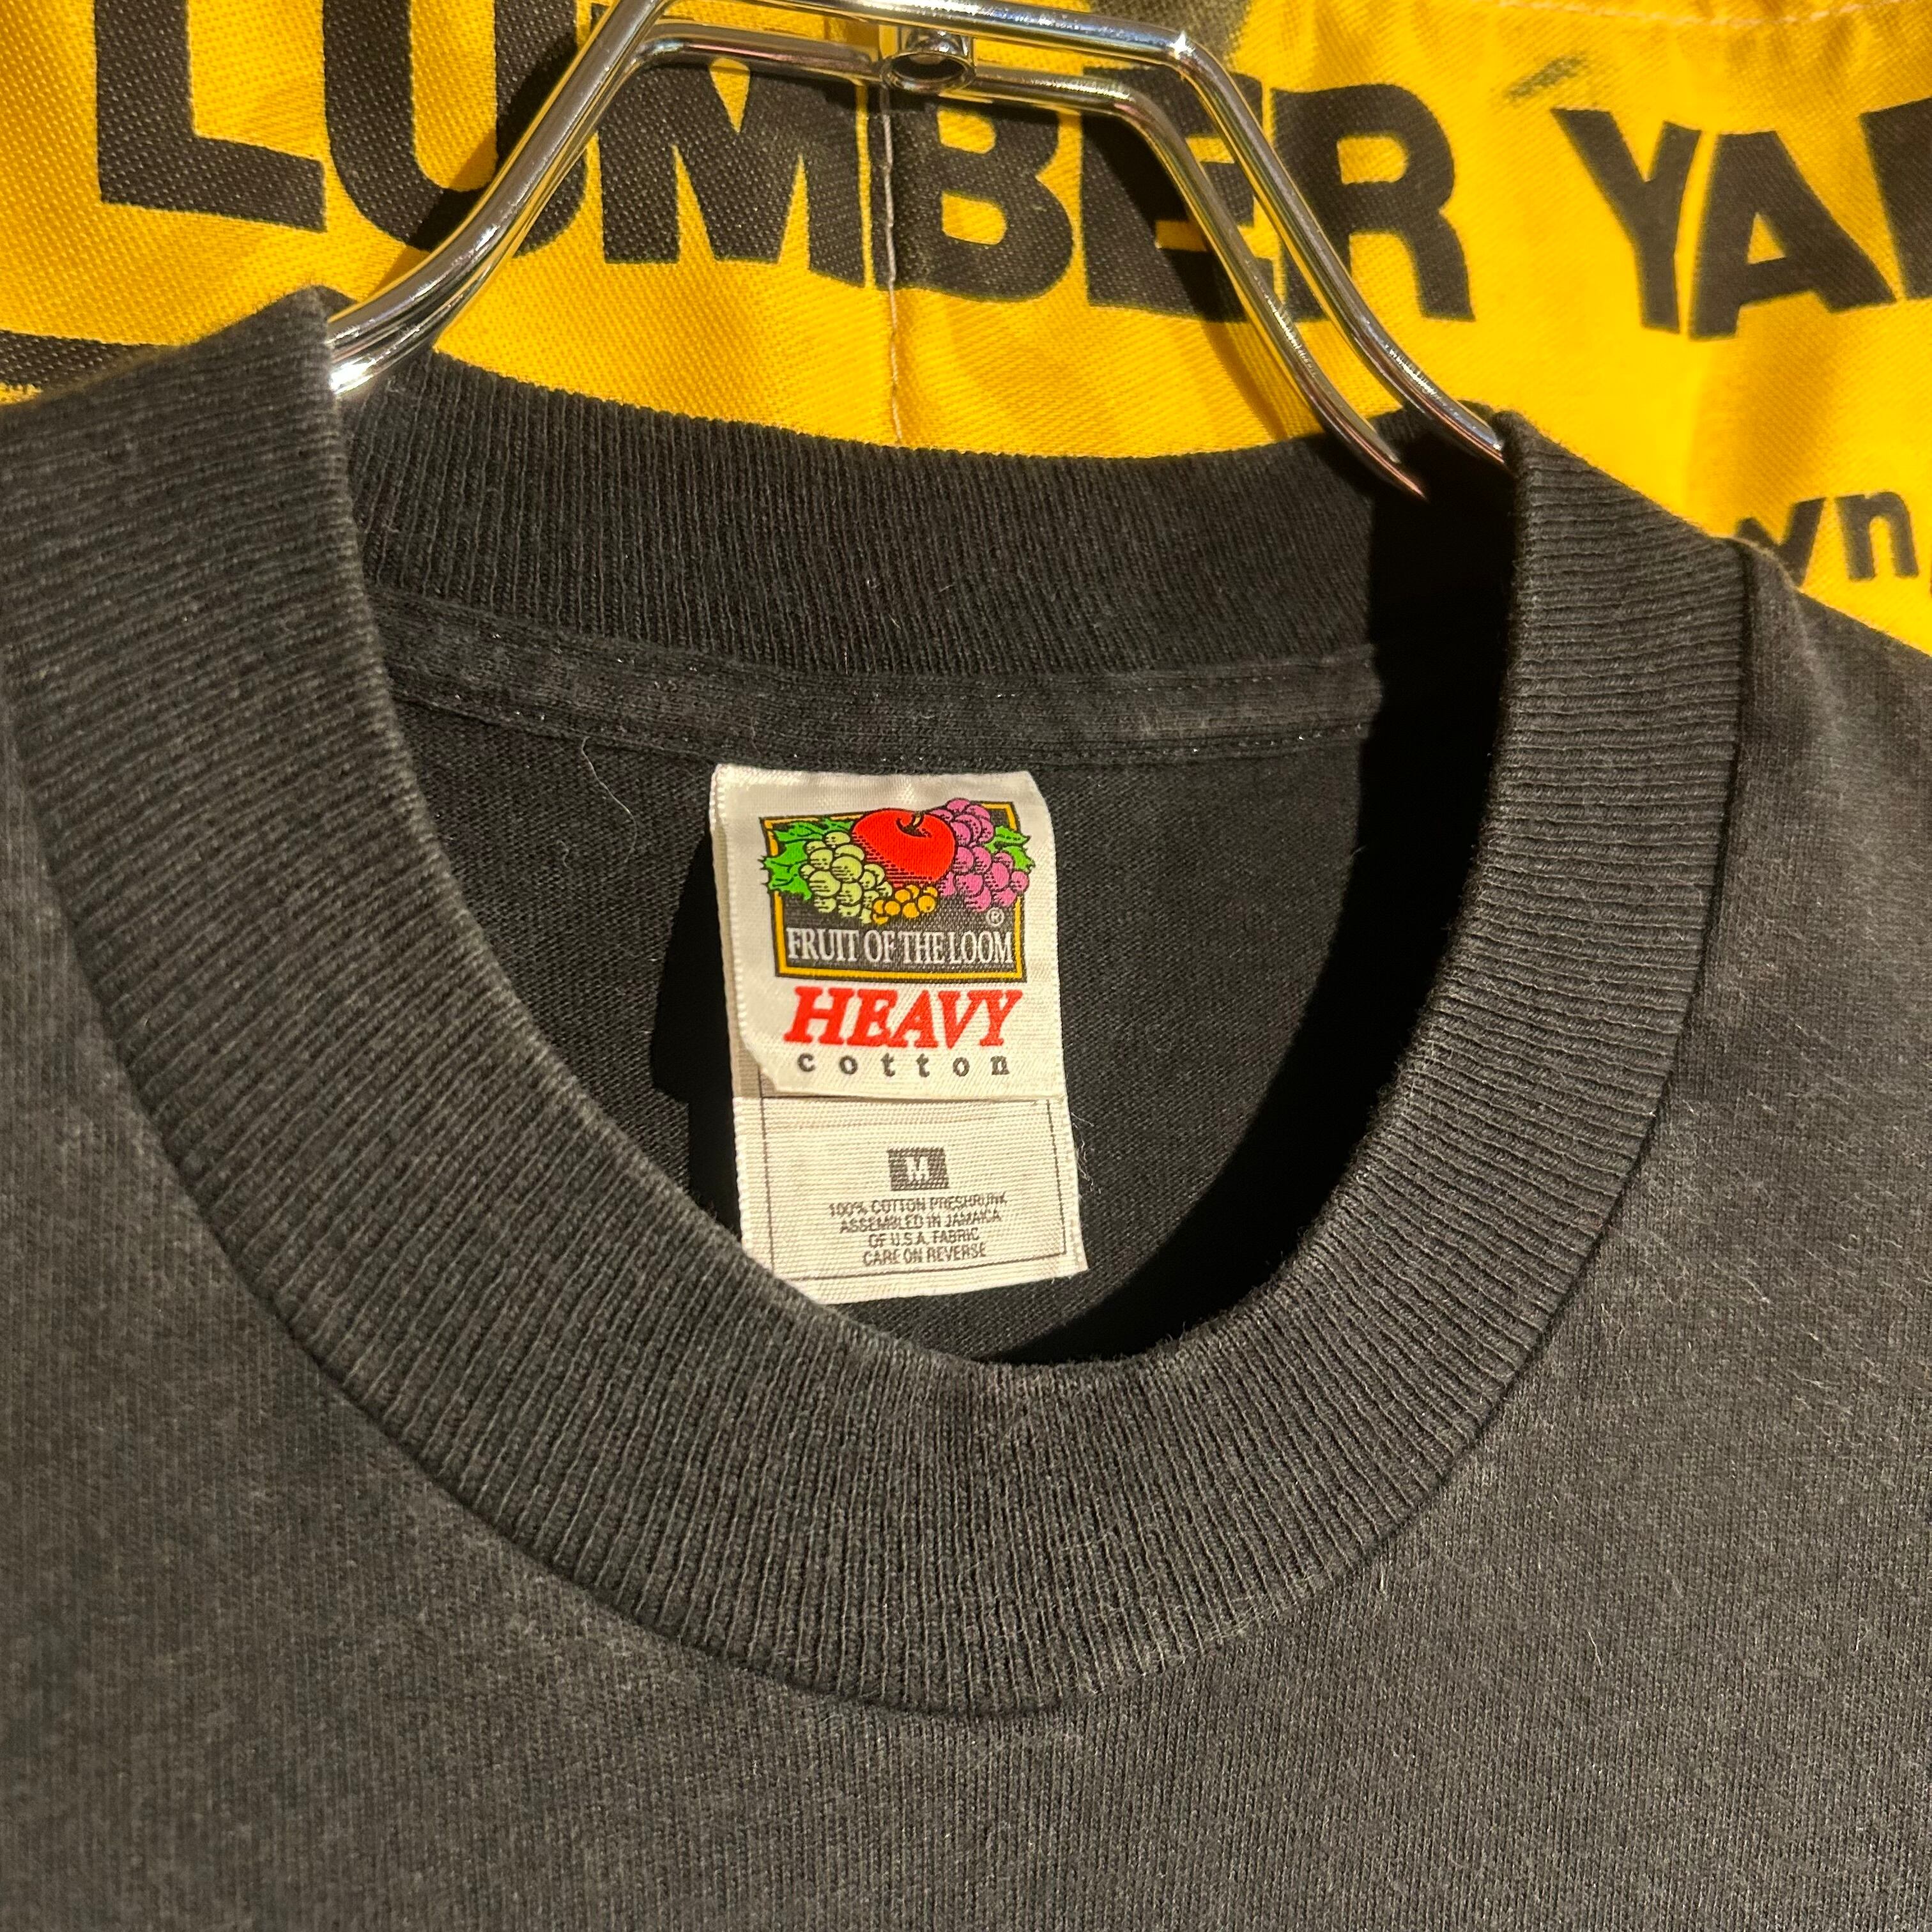 LUMBER YA
yn
®
FRUIT OF THE LOOM
HEAVY
cotton
M
100% COTTON PRESHRUNK
ASSEMBLED IN JAMAICA
OF U.S.A. FABRIC
CARE ON REVERSE